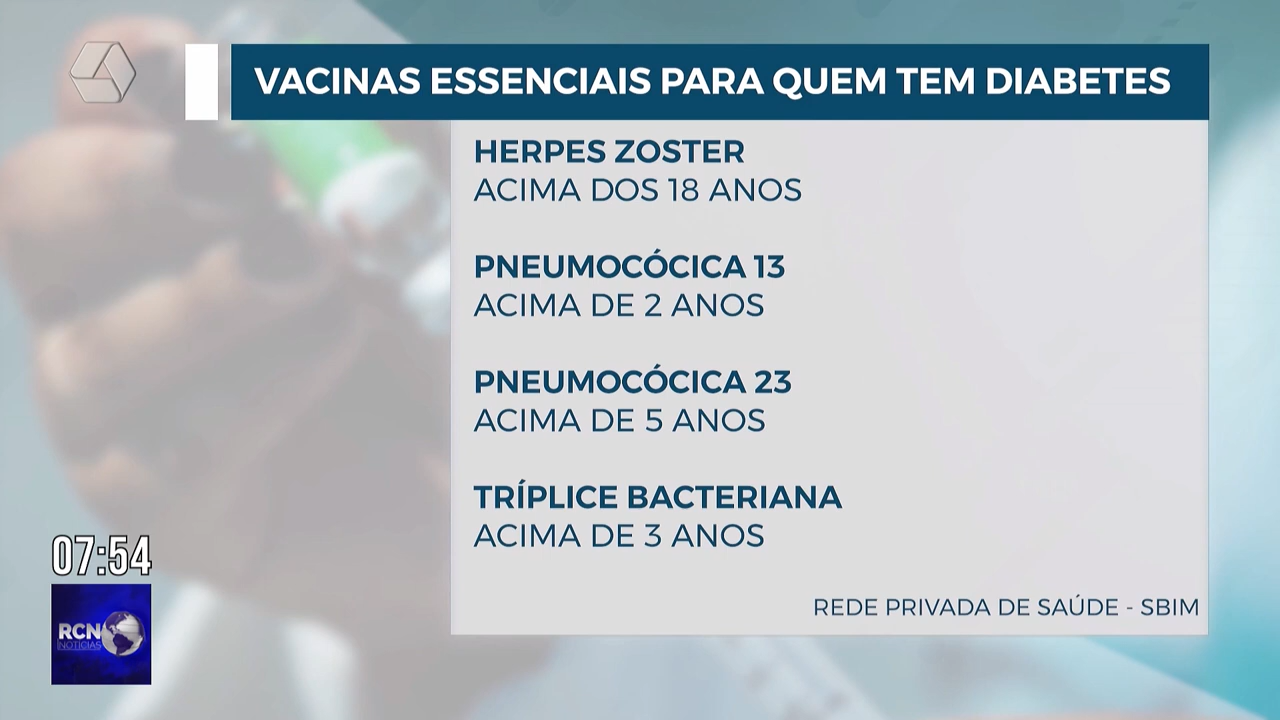 VACINAS ESSENCIAIS PARA QUEM TEM DIABETES
HERPES ZOSTER
ACIMA DOS 18 ANOS
PNEUMOCÓCICA 13
ACIMA DE 2 ANOS
PNEUMOCÓCICA 23
ACIMA DE 5 ANOS
TRÍPLICE BACTERIANA
ACIMA DE 3 ANOS
REDE PRIVADA DE SAÚDE - SBIM
07:54
RCN
NOTÍCIAS